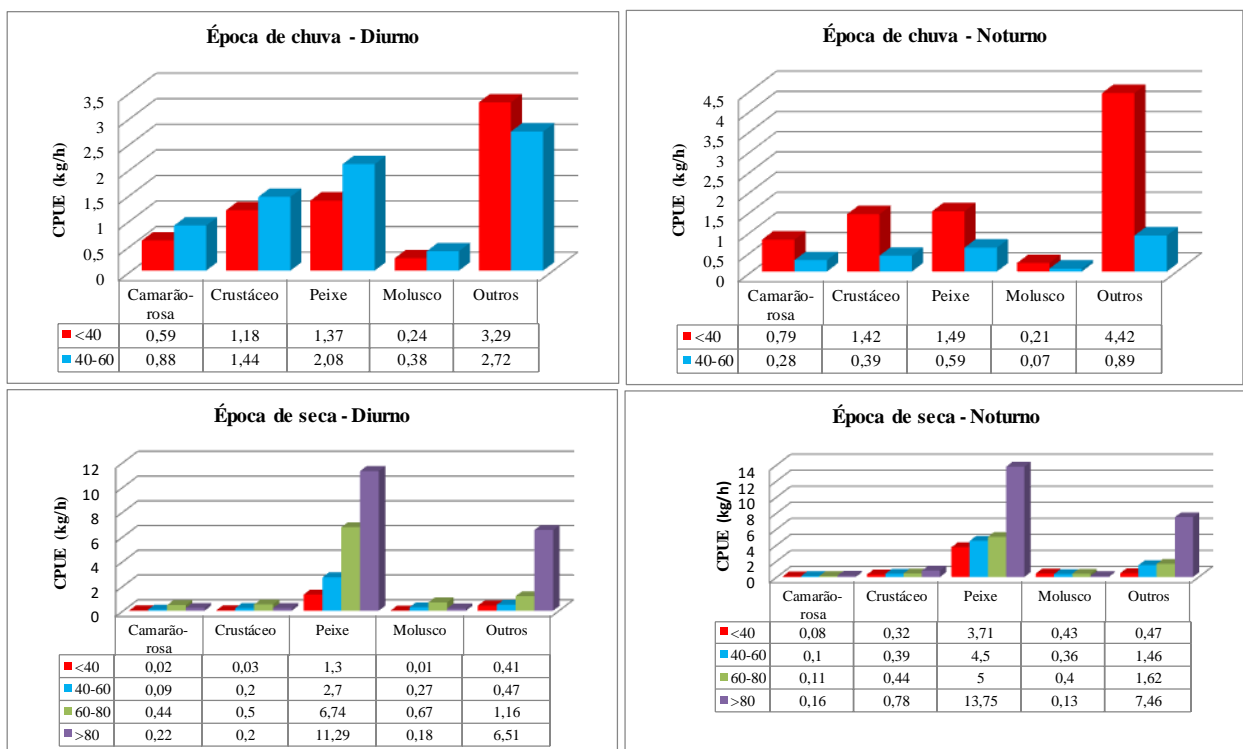 Época de chuva - Diurno
CPUE (kg/h)
3,5
3
2,5
2
1,5
1
0,5
0
Camarão-rosa Crustáceo Peixe Molusco Outros
<40 0,59 1,18 1,37 0,24 3,29
40-60 0,88 1,44 2,08 0,38 2,72
Época de chuva - Noturno
CPUE (kg/h)
4,5
4
3,5
3
2,5
2
1,5
1
0,5
0
Camarão-rosa Crustáceo Peixe Molusco Outros
<40 0,79 1,42 1,49 0,21 4,42
40-60 0,28 0,39 0,59 0,07 0,89
Época de seca - Diurno
CPUE (kg/h)
12
10
8
6
4
2
0
Camarão-rosa Crustáceo Peixe Molusco Outros
<40 0,02 0,03 1,3 0,01 0,41
40-60 0,09 0,2 2,7 0,27 0,47
60-80 0,44 0,5 6,74 0,67 1,16
>80 0,22 0,2 11,29 0,18 6,51
Época de seca - Noturno
CPUE (kg/h)
14
12
10
8
6
4
2
0
Camarão-rosa Crustáceo Peixe Molusco Outros
<40 0,08 0,32 3,71 0,43 0,47
40-60 0,1 0,39 4,5 0,36 1,46
60-80 0,11 0,44 5 0,4 1,62
>80 0,16 0,78 13,75 0,13 7,46